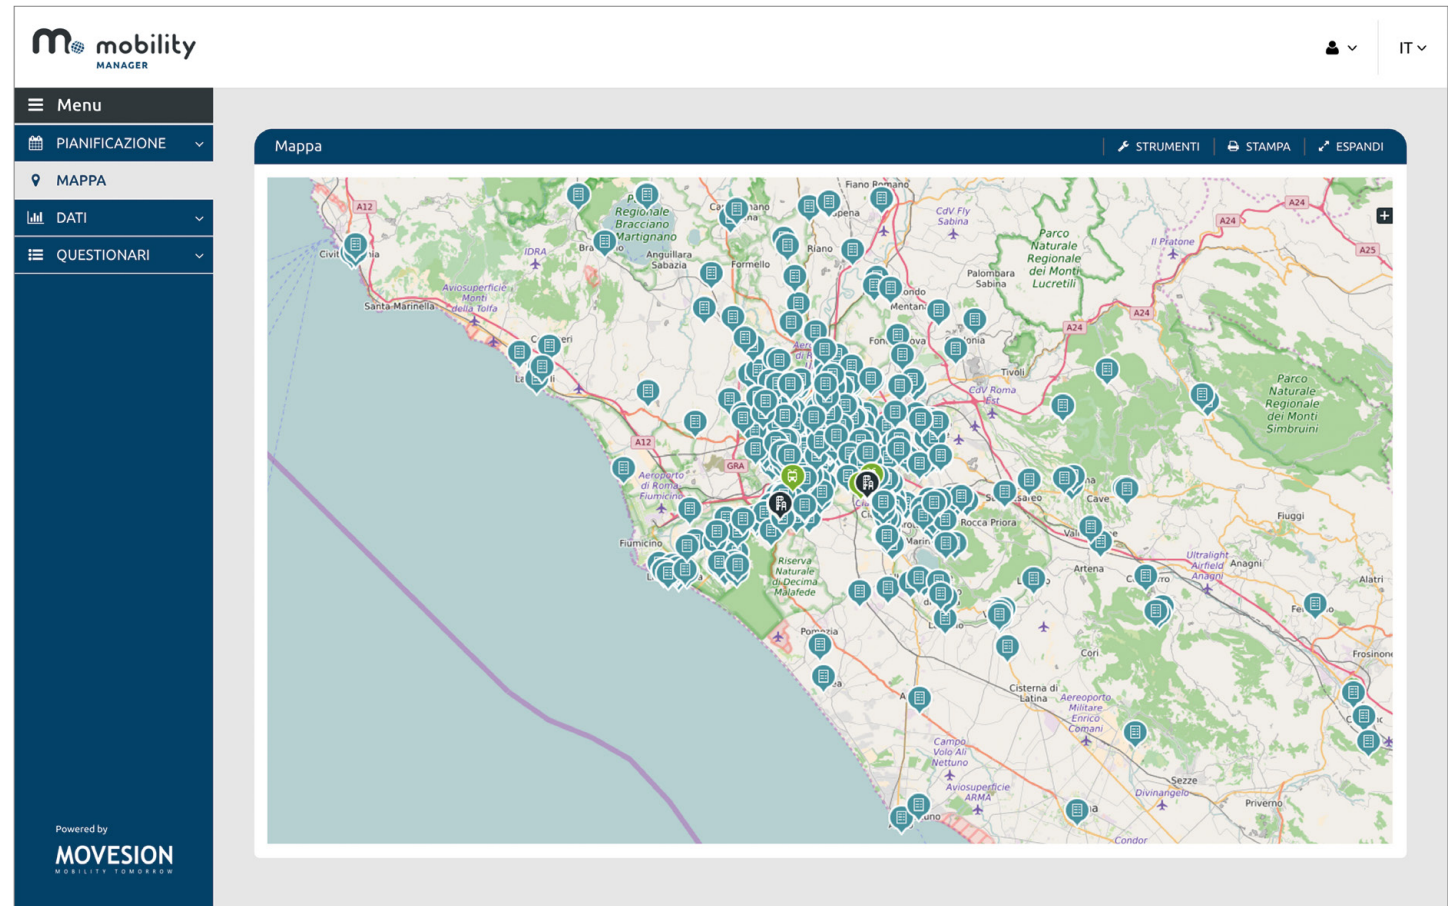 mobility
MANAGER
IT
Menu
PIANIFICAZIONE
MAPPA
DATI
QUESTIONARI
Powered by
MOVESION
MOBILITY TOMORROW
Mappa
STRUMENTI
STAMPA
ESPANDI
A12
Regionale
Bracciano
Martignano
Fiano Romano
CdV Fly
Sabina
Parco
Naturale
Regionale
dei Monti
Lucretili
Il Pratone
A24
A24
A25
IDRA
Anguillara
Sabazia
Formello
Riano
Palombara
Sabina
Aviosuperficie
Monti
della Tolfa
Santa Marinella
A24
A24
Tivoli
CdV Roma
Est
Parco
Naturale
Regionale
dei Monti
Simbruini
A12
GRA
Aeroporto
di Roma
Fiumicino
Fiumicino
Cave
Rocca Priora
Fiuggi
Riserva
Naturale
di Decima
Malafede
Artena
Ultralight
Airfield
Anagni
Anagni
Alatri
Cori
Frosinone
Cisterna di
Latina
Aereoporto
Militare
Enrico
Comani
Campo
Volo Ali
Nettuno
Aviosuperficie
ARMA
Sezze
Divinangelo
Priverno
Condor